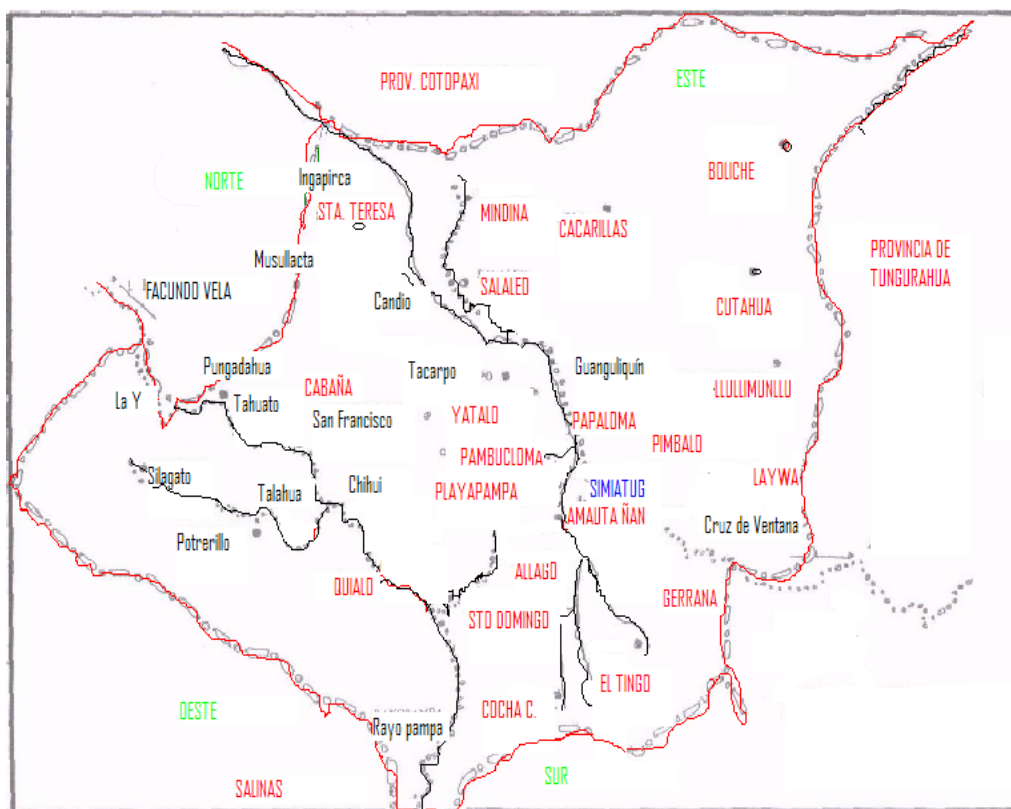 PROV. COTOPAXI
ESTE
BOLICHE
Ingapirca
NORTE
STA. TERESA
MINDINA
CACARILLAS
PROVINCIA DE
TUNGURAHUA
Musullacta
FACUNDO VELA
SALALEO
Candio
CUTAHUA
Pungadahua
Tacarpo
Guanguliquín
CABAÑA
LLULLIMUNLLU
La Y
Tahuato
San Francisco
YATALO
PAPALOMA
PIMBALO
PAMBUCLOMA
Silagato
Talahua
Chihui
PLAYAPAMPA
SIMIATUG
LAYWA
AMAUTA ÑAN
Cruz de Ventana
Potrerillo
QUIALO
ALLAGO
GERRANA
STO DOMINGO
EL TINGO
OESTE
COCHA C.
Rayo pampa
SALINAS
SUR